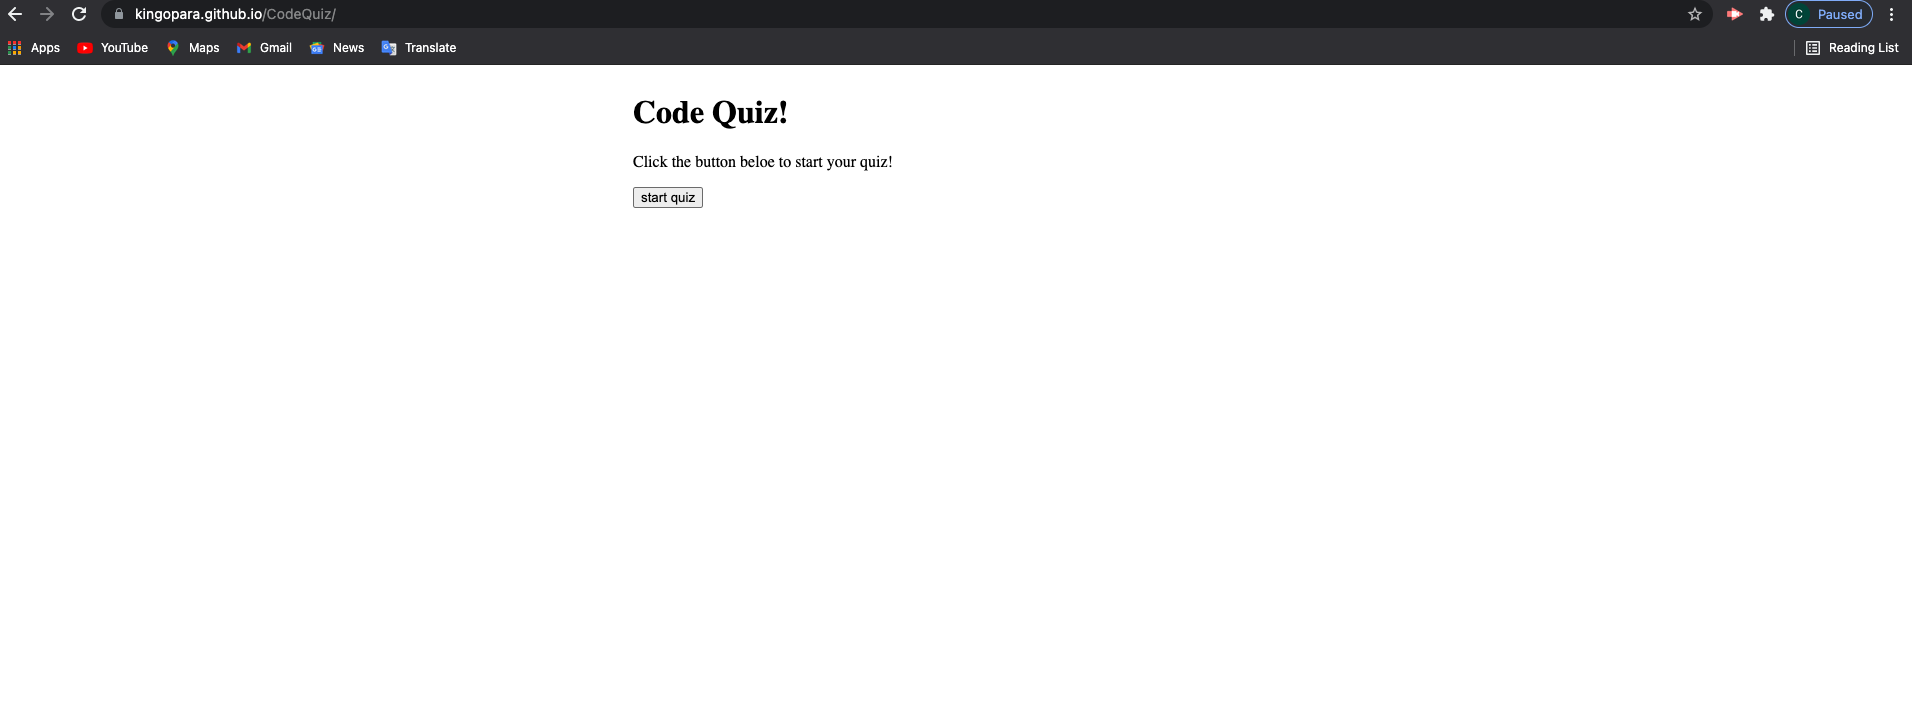 kingopara.github.io/CodeQuiz/
C Paused
Apps YouTube Maps Gmail News Translate Reading List
Code Quiz!
Click the button beloe to start your quiz!
start quiz